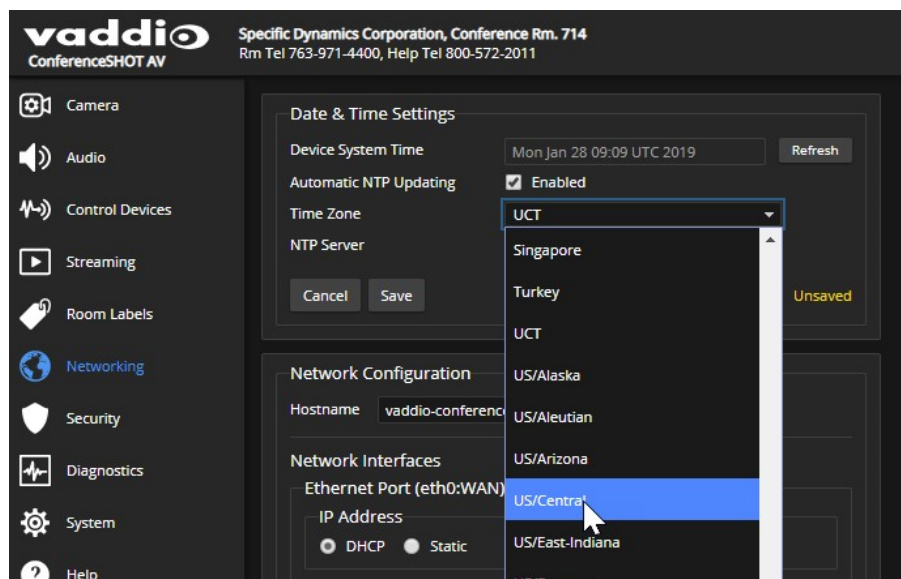 vaddio
ConferenceSHOT AV
Specific Dynamics Corporation, Conference Rm. 714
Rm Tel 763-971-4400, Help Tel 800-572-2011
Camera
Audio
Control Devices
Streaming
Room Labels
Networking
Security
Diagnostics
System
Help
Date & Time Settings
Device System Time
Mon Jan 28 09:09 UTC 2019
Refresh
Automatic NTP Updating
Enabled
Time Zone
UCT
NTP Server
Singapore
Turkey
UCT
US/Alaska
US/Aleutian
US/Arizona
US/Central
US/East-Indiana
Cancel
Save
Unsaved
Network Configuration
Hostname
vaddio-conferenc
Network Interfaces
Ethernet Port (eth0:WAN)
IP Address
DHCP
Static